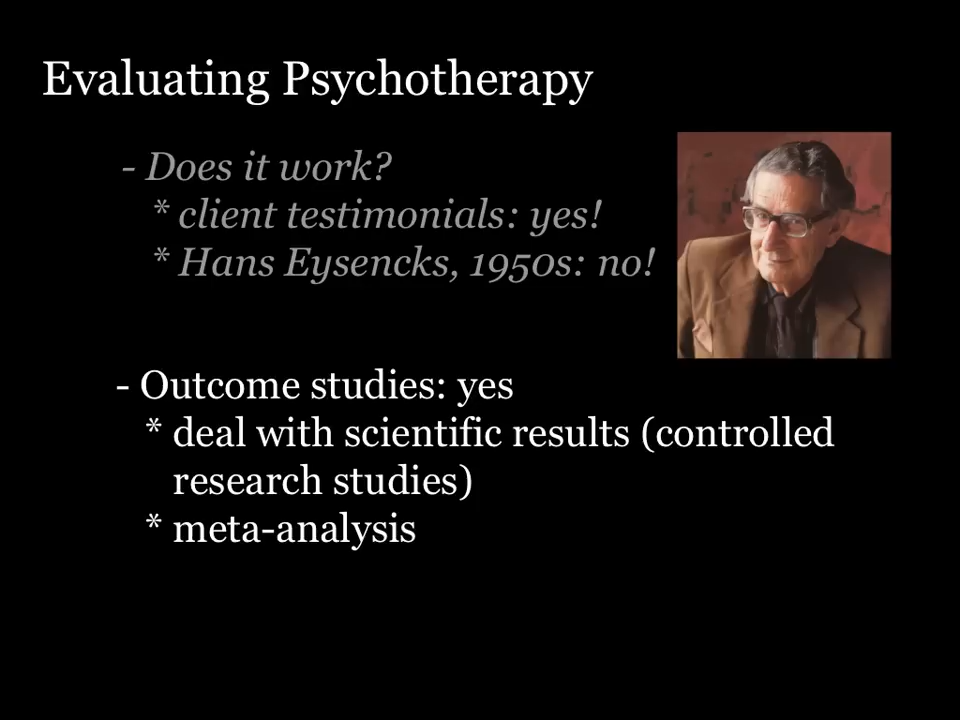 Evaluating Psychotherapy
- Does it work?
* client testimonials: yes!
* Hans Eysencks, 1950s: no!
- Outcome studies: yes
* deal with scientific results (controlled
research studies)
* meta-analysis